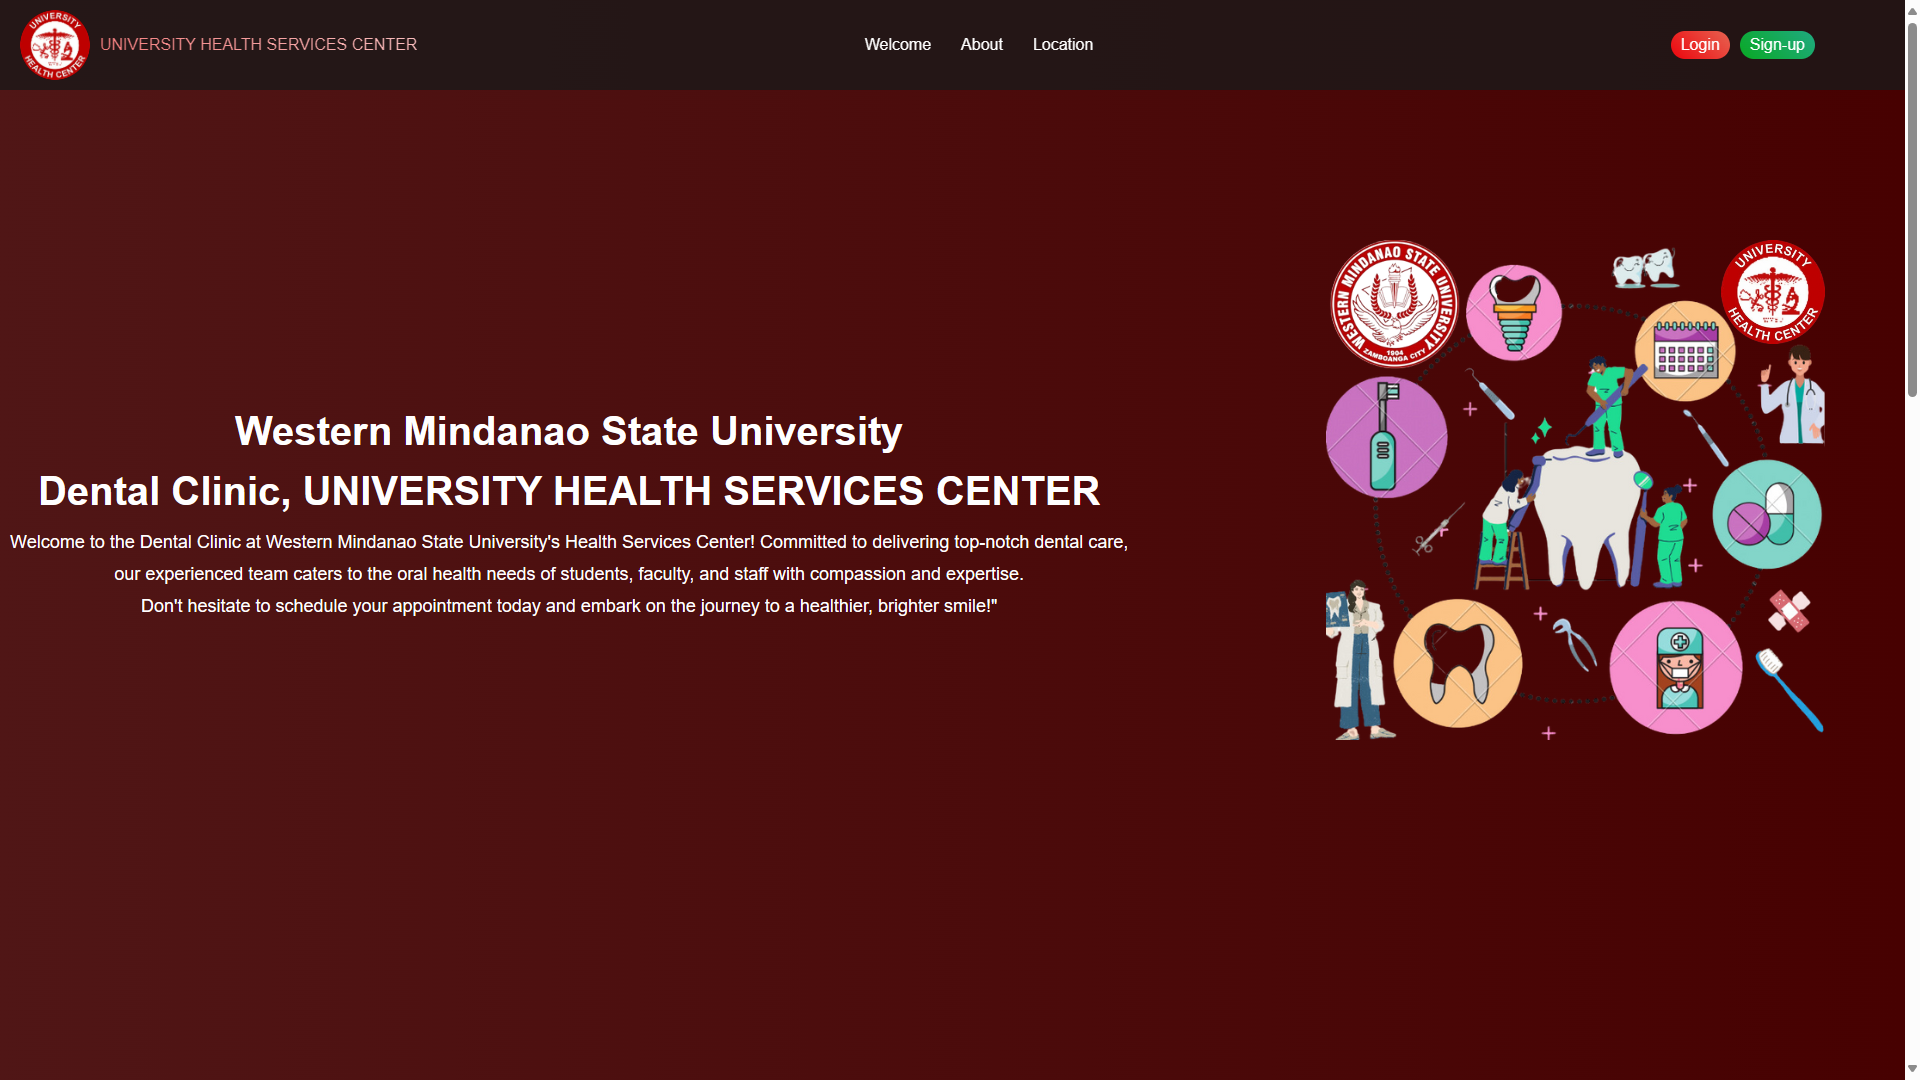 UNIVERSITY HEALTH CENTER
UNIVERSITY HEALTH SERVICES CENTER
Welcome
About
Location
Login
Sign-up
Western Mindanao State University
Dental Clinic, UNIVERSITY HEALTH SERVICES CENTER
Welcome to the Dental Clinic at Western Mindanao State University's Health Services Center! Committed to delivering top-notch dental care,
our experienced team caters to the oral health needs of students, faculty, and staff with compassion and expertise.
Don't hesitate to schedule your appointment today and embark on the journey to a healthier, brighter smile!"
WESTERN MINDANAO STATE UNIVERSITY
1904
ZAMBOANGA CITY
UNIVERSITY
HEALTH CENTER